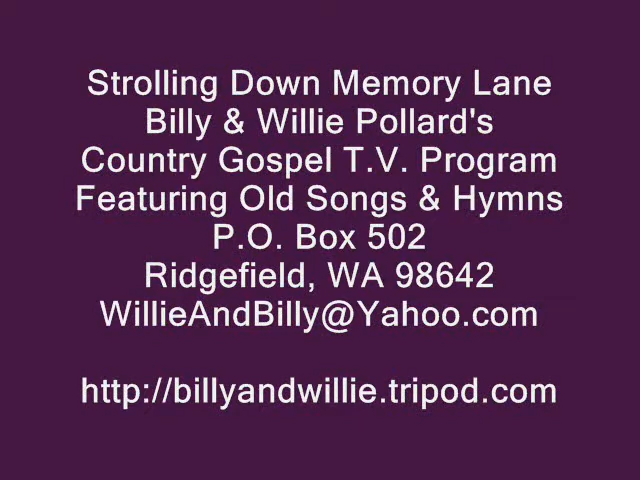 Strolling Down Memory Lane
Billy & Willie Pollard's
Country Gospel T.V. Program
Featuring Old Songs & Hymns
P.O. Box 502
Ridgefield, WA 98642
WillieAndBilly@Yahoo.com
http://billyandwillie.tripod.com